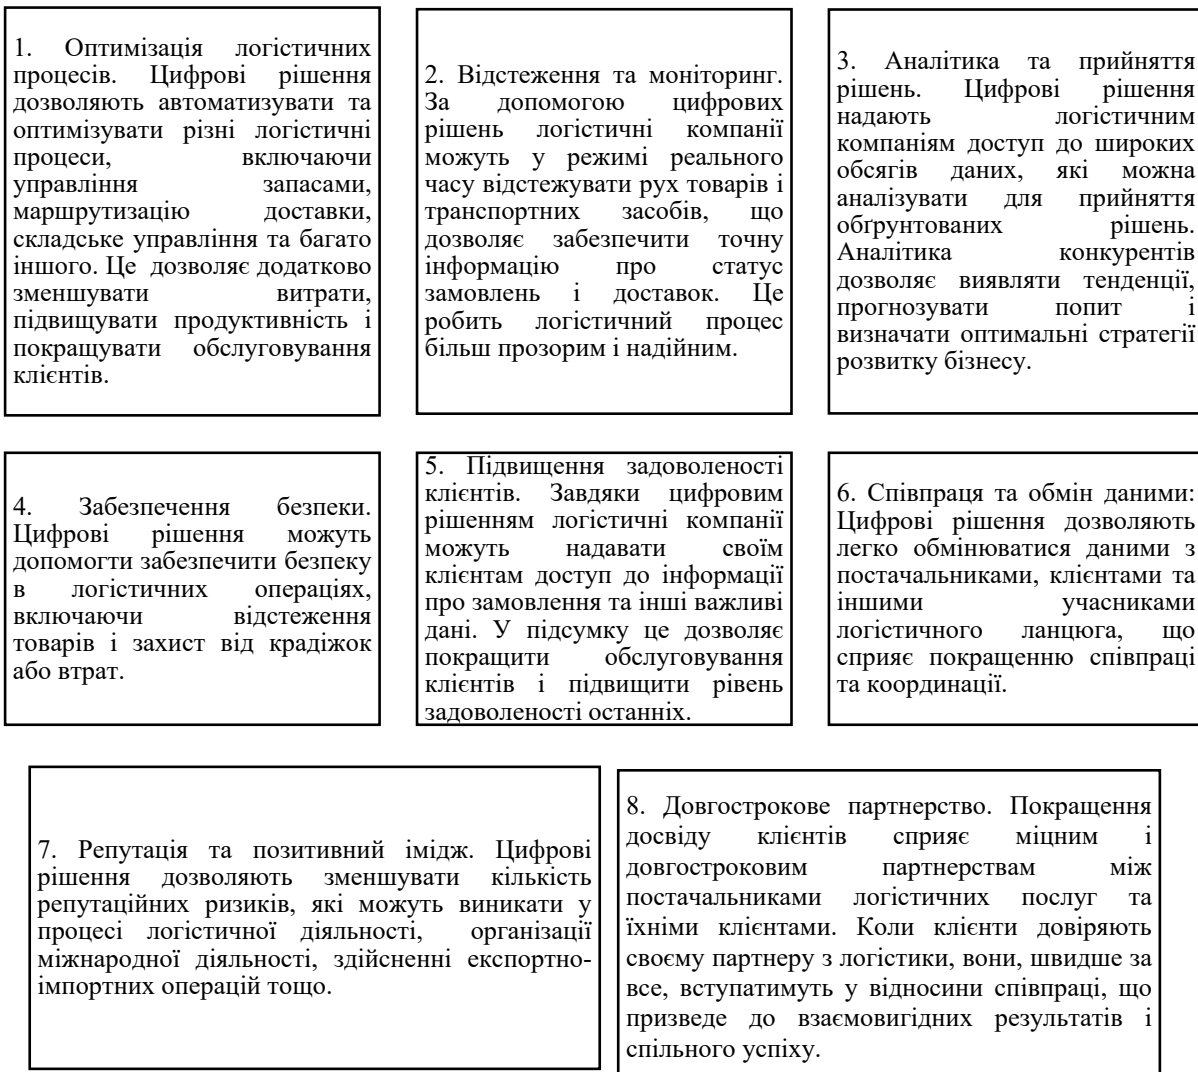 1. Оптимізація логістичних
процесів. Цифрові рішення
дозволяють автоматизувати та
оптимізувати різні логістичні
процеси, включаючи
управління запасами,
маршрутизацію доставки,
складське управління та багато
іншого. Це дозволяє додатково
зменшувати витрати,
підвищувати продуктивність і
покращувати обслуговування
клієнтів.
2. Відстеження та моніторинг.
За допомогою цифрових
рішень логістичні компанії
можуть у режимі реального
часу відстежувати рух товарів і
транспортних засобів, що
дозволяє забезпечити точну
інформацію про статус
замовлень і доставок. Це
робить логістичний процес
більш прозорим і надійним.
3. Аналітика та прийняття
рішень. Цифрові рішення
надають логістичним
компаніям доступ до широких
обсягів даних, які можна
аналізувати для прийняття
обґрунтованих рішень.
Аналітика конкурентів
дозволяє виявляти тенденції,
прогнозувати попит і
визначати оптимальні стратегії
розвитку бізнесу.
4. Забезпечення безпеки.
Цифрові рішення можуть
допомогти забезпечити безпеку
в логістичних операціях,
включаючи відстеження
товарів і захист від крадіжок
або втрат.
5. Підвищення задоволеності
клієнтів. Завдяки цифровим
рішенням логістичні компанії
можуть надавати своїм
клієнтам доступ до інформації
про замовлення та інші важливі
дані. У підсумку це дозволяє
покращити обслуговування
клієнтів і підвищити рівень
задоволеності останніх.
6. Співпраця та обмін даними:
Цифрові рішення дозволяють
легко обмінюватися даними з
постачальниками, клієнтами та
іншими учасниками
логістичного ланцюга, що
сприяє покращенню співпраці
та координації.
7. Репутація та позитивний імідж. Цифрові
рішення дозволяють зменшувати кількість
репутаційних ризиків, які можуть виникати у
процесі логістичної діяльності, організації
міжнародної діяльності, здійсненні експортно-
імпортних операцій тощо.
8. Довгострокове партнерство. Покращення
досвіду клієнтів сприяє міцним і
довгостроковим партнерствам між
постачальниками логістичних послуг та
їхніми клієнтами. Коли клієнти довіряють
своєму партнеру з логістики, вони, швидше за
все, вступатимуть у відносини співпраці, що
призведе до взаємовигідних результатів і
спільного успіху.